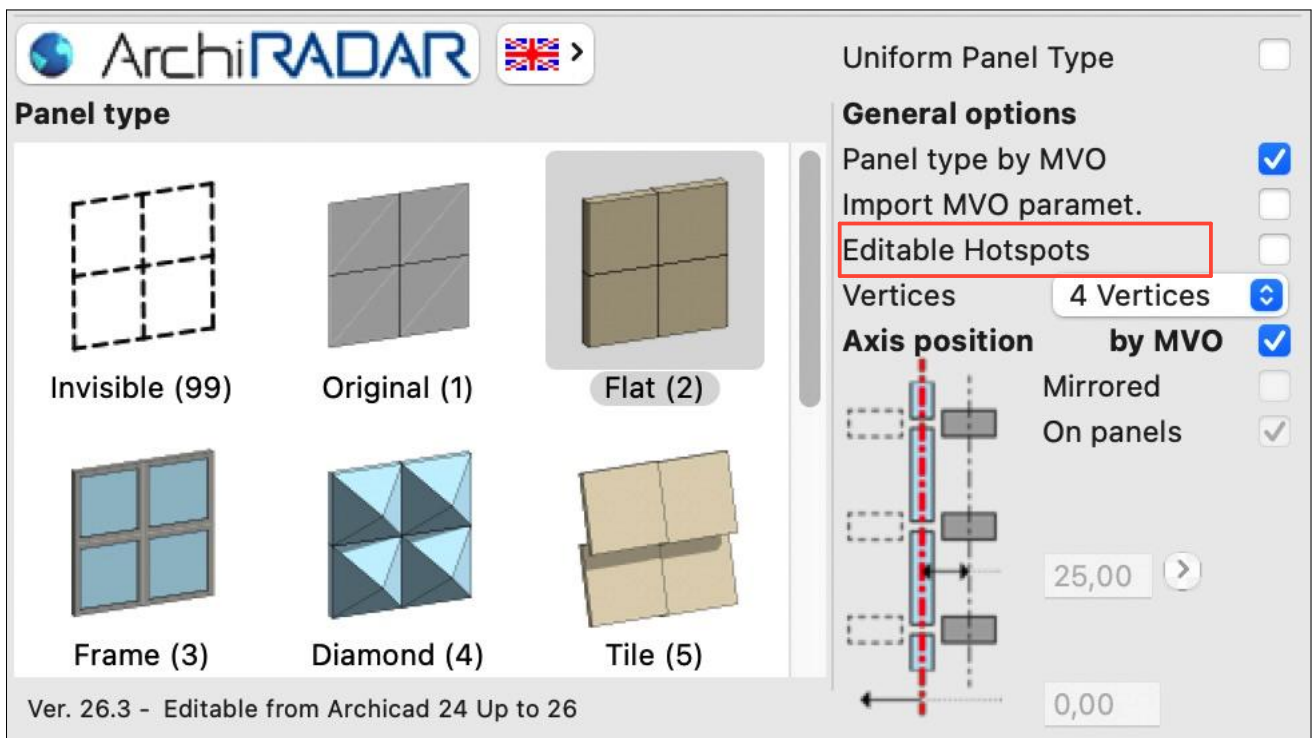 ArchiRADAR
Panel type
Invisible (99)
Original (1)
Flat (2)
Frame (3)
Diamond (4)
Tile (5)
Ver. 26.3 - Editable from Archicad 24 Up to 26
Uniform Panel Type
General options
Panel type by MVO
Import MVO paramet.
Editable Hotspots
Vertices 4 Vertices
Axis position by MVO
Mirrored
On panels
25,00
0,00